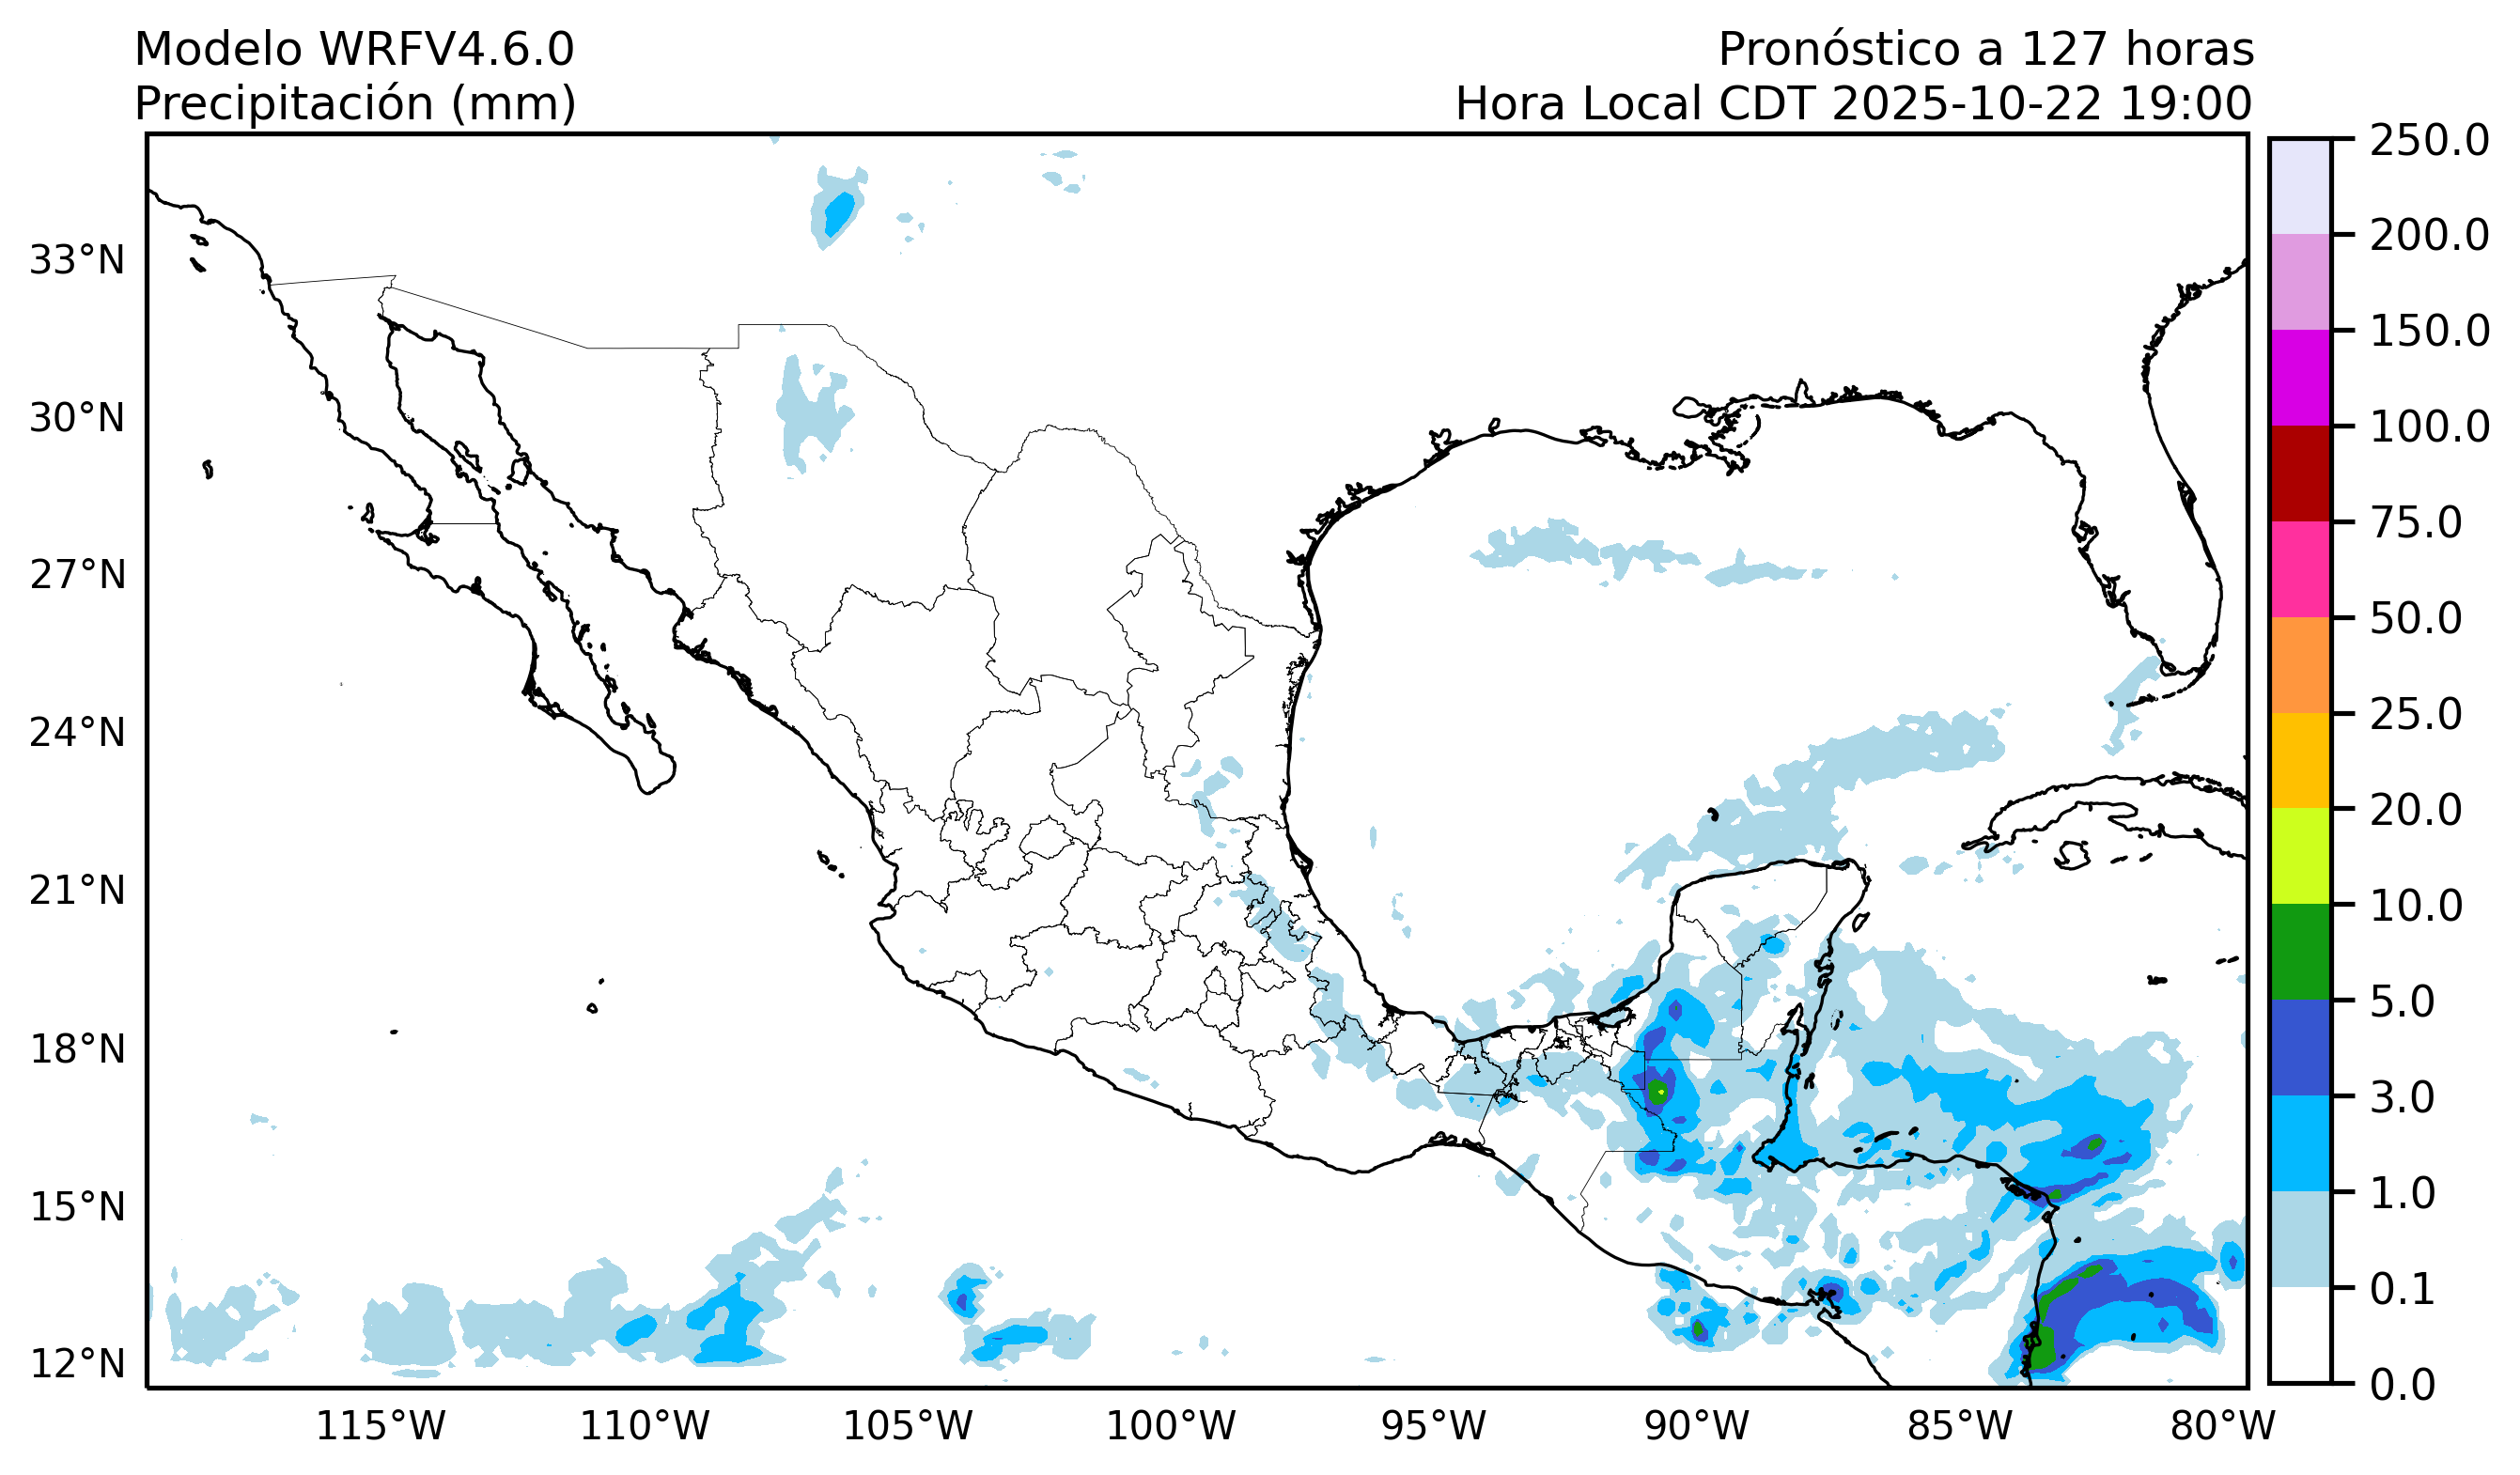 Modelo WRFV4.6.0
Precipitación (mm)
Pronóstico a 127 horas
Hora Local CDT 2025-10-22 19:00
33°N
30°N
27°N
24°N
21°N
18°N
15°N
12°N
115°W
110°W
105°W
100°W
95°W
90°W
85°W
80°W
250.0
200.0
150.0
100.0
75.0
50.0
25.0
20.0
10.0
5.0
3.0
1.0
0.1
0.0